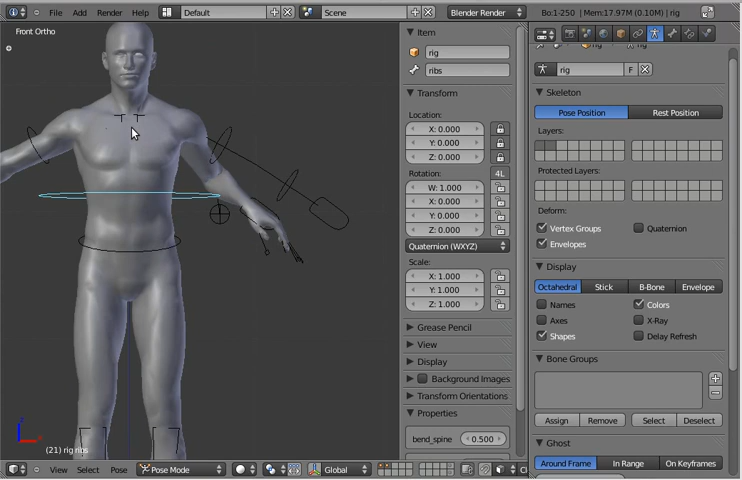 File Add Render Help Default Scene Blender Render Bo:1-250 | Mem:17.97M (0.10M) | rig
Front Ortho
(21) rig ribs
View Select Pose Pose Mode Global
Item
rig
ribs
Transform
Location:
X: 0.000
Y: 0.000
Z: 0.000
Rotation: 4L
W: 1.000
X: 0.000
Y: 0.000
Z: 0.000
Quaternion (WXYZ)
Scale:
X: 1.000
Y: 1.000
Z: 1.000
Grease Pencil
View
Display
Background Images
Transform Orientations
Properties
bend_spine 0.500
rig F
Skeleton
Pose Position Rest Position
Layers:
Protected Layers:
Deform:
Vertex Groups Quaternion
Envelopes
Display
Octahedral Stick B-Bone Envelope
Names Colors
Axes X-Ray
Shapes Delay Refresh
Bone Groups
Assign Remove Select Deselect
Ghost
Around Frame In Range On Keyframes